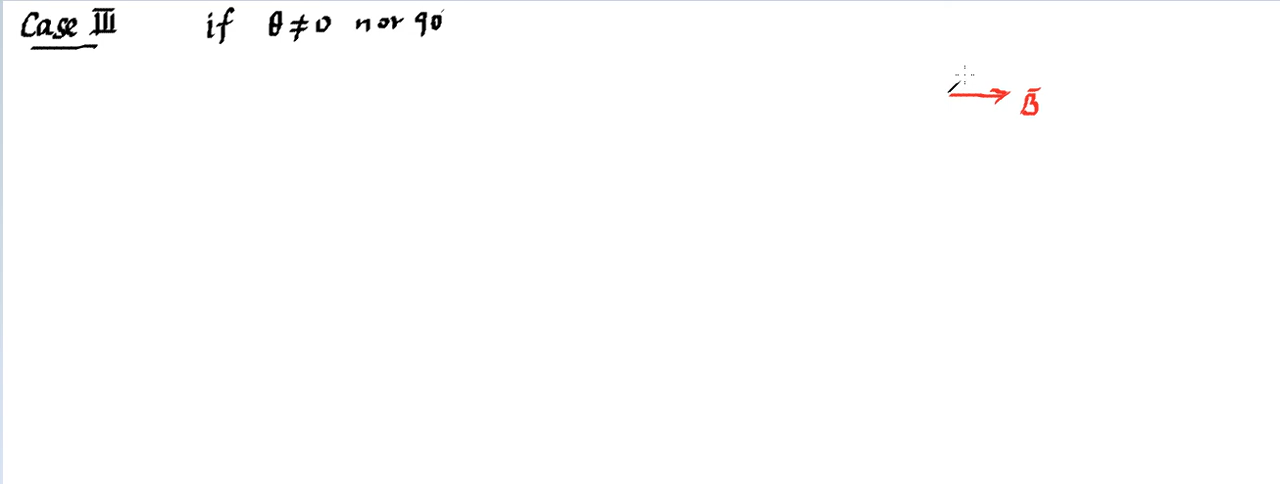 Case III if θ ≠ 0 nor 90
B̄